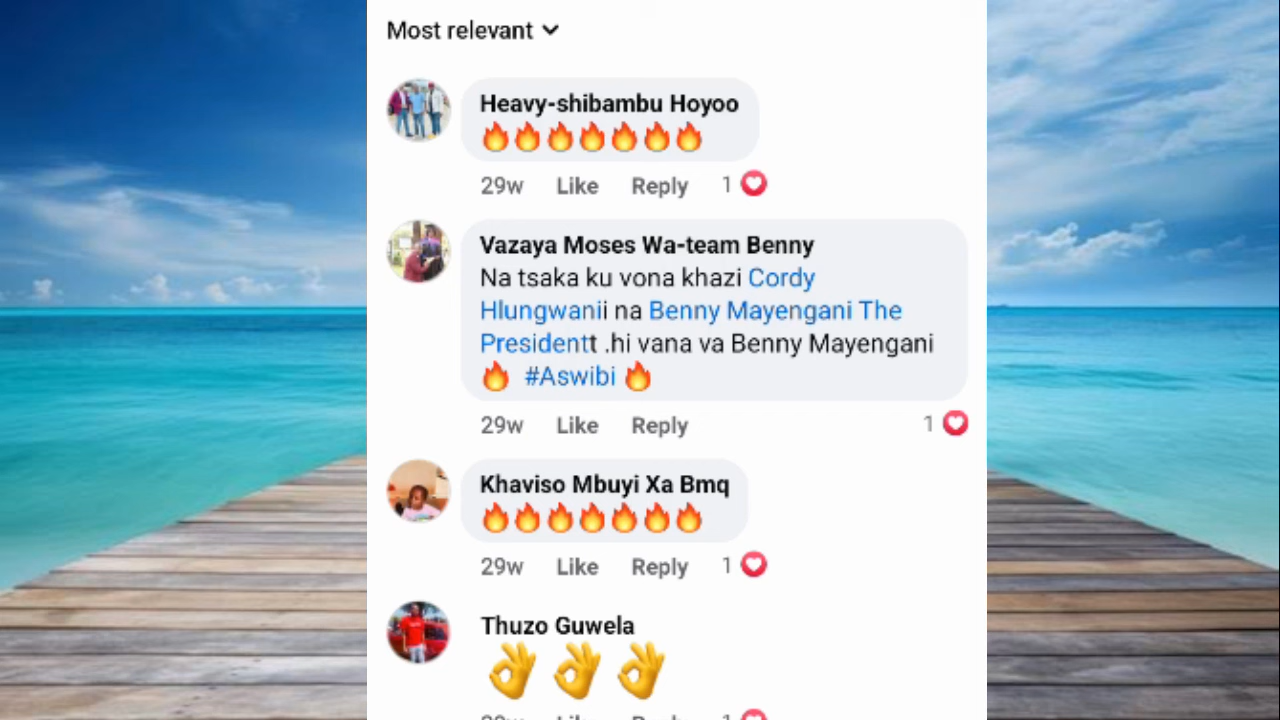 Most relevant
Heavy-shibambu Hoyoo
🔥🔥🔥🔥🔥🔥🔥
29w Like Reply 1
Vazaya Moses Wa-team Benny
Na tsaka ku vona khazi Cordy
Hlungwanii na Benny Mayengani The
Presidentt .hi vana va Benny Mayengani
🔥 #Aswibi 🔥
29w Like Reply 1
Khaviso Mbuyi Xa Bmq
🔥🔥🔥🔥🔥🔥🔥
29w Like Reply 1
Thuzo Guwela
👌👌👌